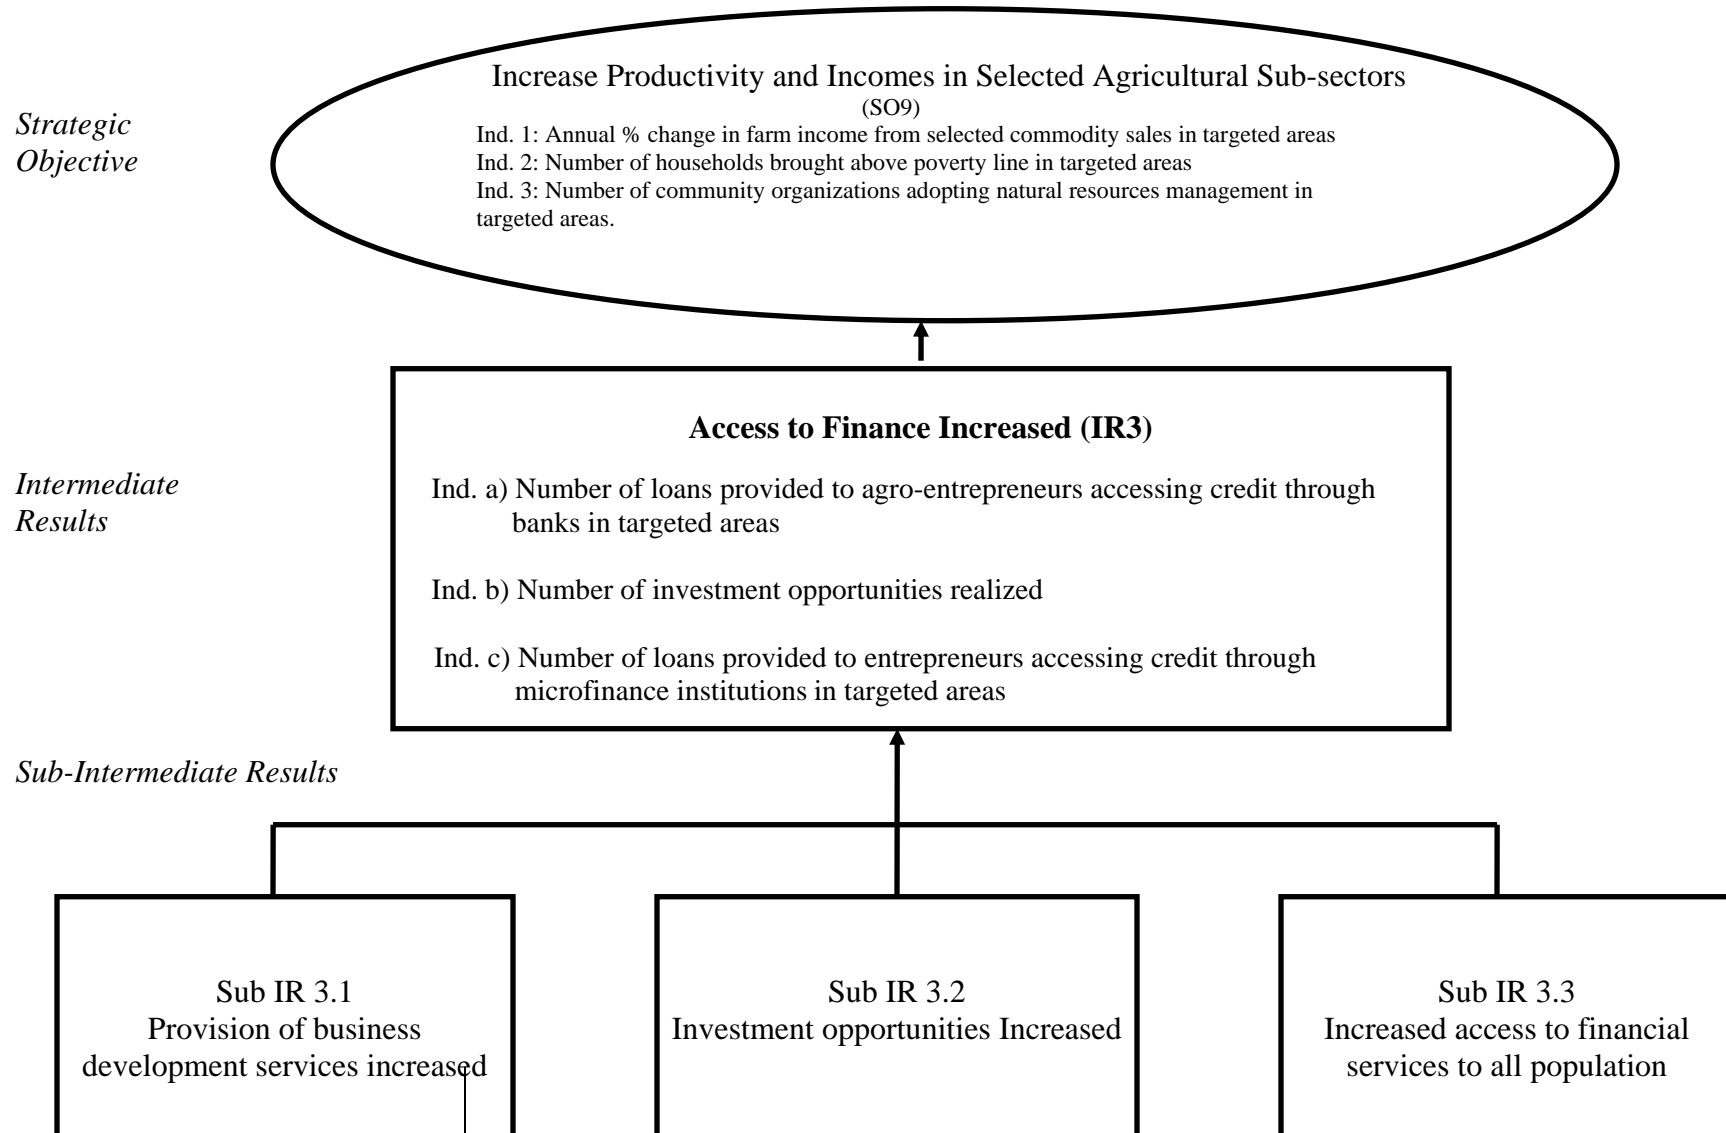 Increase Productivity and Incomes in Selected Agricultural Sub-sectors
(SO9)
Strategic
Objective
Ind. 1: Annual % change in farm income from selected commodity sales in targeted areas
Ind. 2: Number of households brought above poverty line in targeted areas
Ind. 3: Number of community organizations adopting natural resources management in
targeted areas.
Access to Finance Increased (IR3)
Intermediate
Results
Ind. a) Number of loans provided to agro-entrepreneurs accessing credit through
banks in targeted areas
Ind. b) Number of investment opportunities realized
Ind. c) Number of loans provided to entrepreneurs accessing credit through
microfinance institutions in targeted areas
Sub-Intermediate Results
Sub IR 3.1
Provision of business
development services increased
Sub IR 3.2
Investment opportunities Increased
Sub IR 3.3
Increased access to financial
services to all population